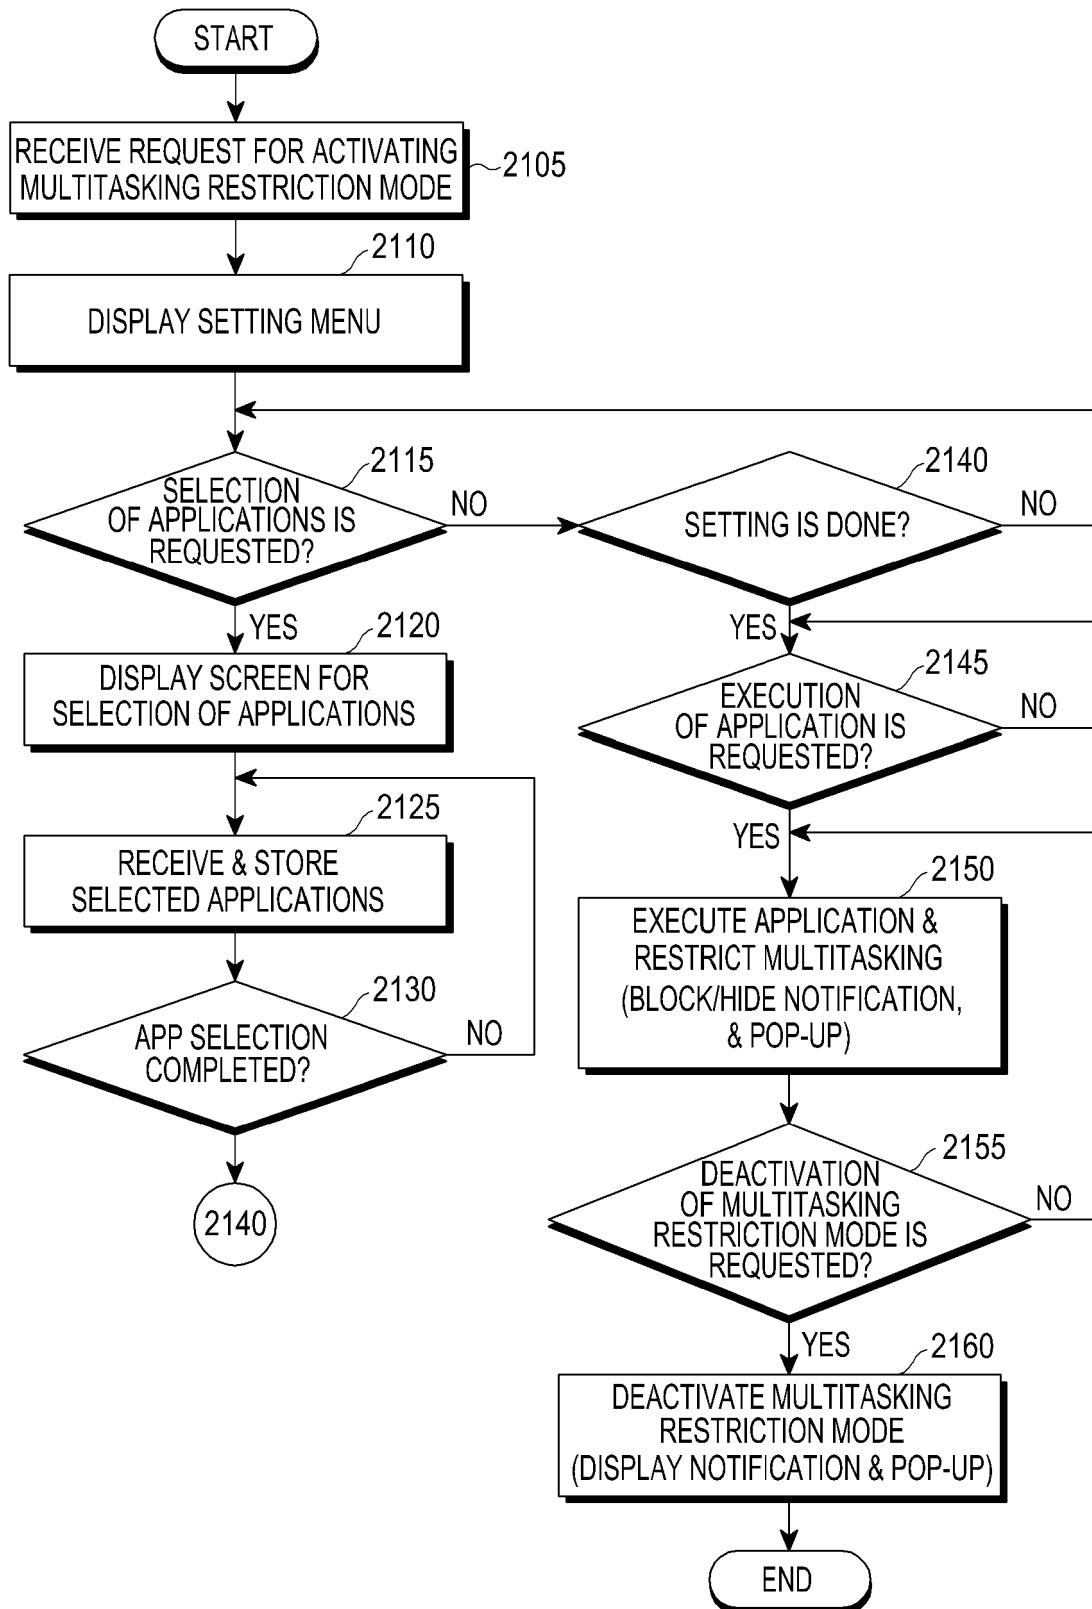 START
RECEIVE REQUEST FOR ACTIVATING
MULTITASKING RESTRICTION MODE
2105
2110
DISPLAY SETTING MENU
2115
SELECTION
OF APPLICATIONS IS
REQUESTED?
NO
YES
2120
DISPLAY SCREEN FOR
SELECTION OF APPLICATIONS
2125
RECEIVE & STORE
SELECTED APPLICATIONS
2130
APP SELECTION
COMPLETED?
NO
2140
2140
SETTING IS DONE?
NO
YES
2145
EXECUTION
OF APPLICATION IS
REQUESTED?
NO
YES
2150
EXECUTE APPLICATION &
RESTRICT MULTITASKING
(BLOCK/HIDE NOTIFICATION,
& POP-UP)
2155
DEACTIVATION
OF MULTITASKING
RESTRICTION MODE IS
REQUESTED?
NO
YES
2160
DEACTIVATE MULTITASKING
RESTRICTION MODE
(DISPLAY NOTIFICATION & POP-UP)
END